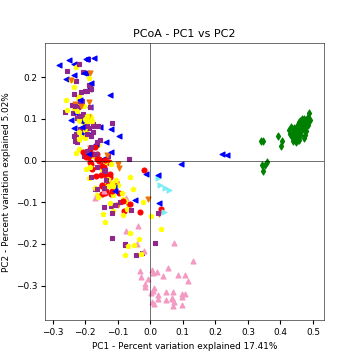 PCoA - PC1 vs PC2
PC2 - Percent variation explained 5.02%
0.2
0.1
0.0
−0.1
−0.2
−0.3
−0.3 −0.2 −0.1 0.0 0.1 0.2 0.3 0.4 0.5
PC1 - Percent variation explained 17.41%